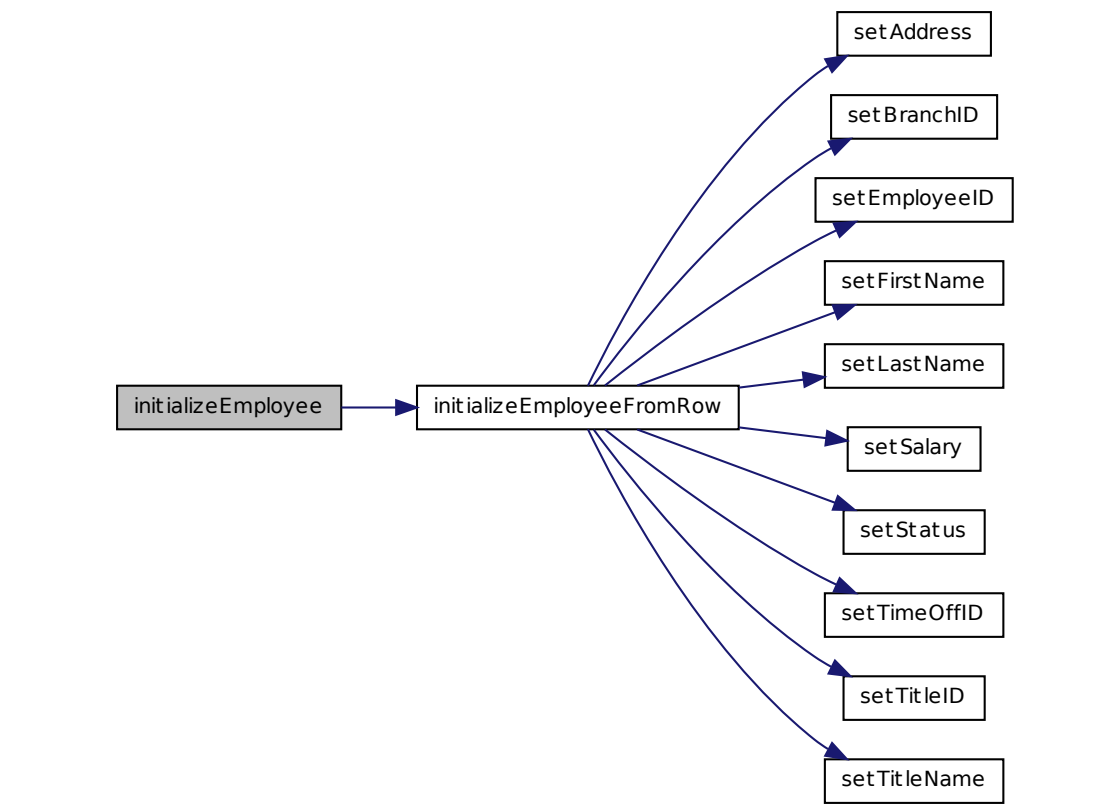 initializeEmployee
initializeEmployeeFromRow
setAddress
setBranchID
setEmployeeID
setFirstName
setLastName
setSalary
setStatus
setTimeOffID
setTitleID
setTitleName